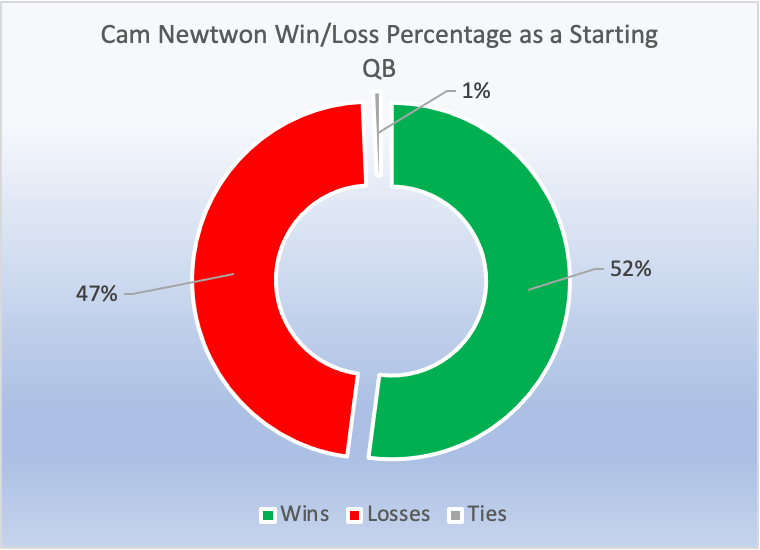 Cam Newtwon Win/Loss Percentage as a Starting
QB
1%
52%
47%
Wins Losses Ties